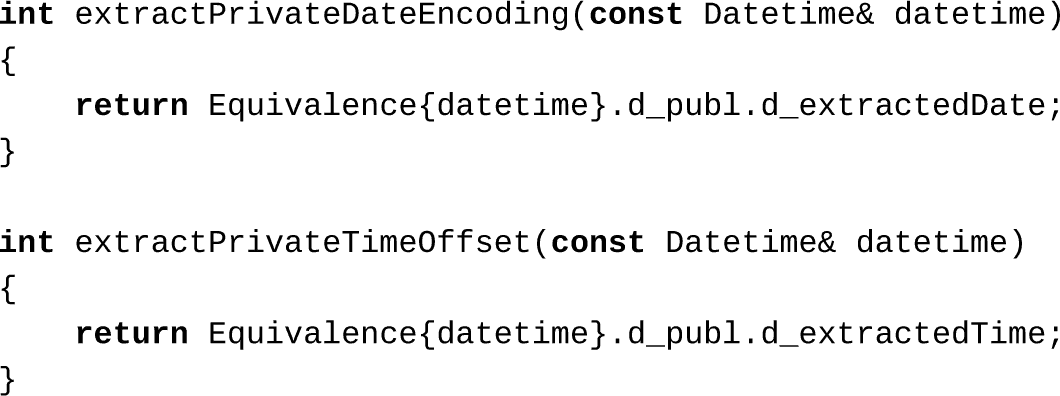 int extractPrivateDateEncoding(const Datetime& datetime)
{
    return Equivalence{datetime}.d_publ.d_extractedDate;
}

int extractPrivateTimeOffset(const Datetime& datetime)
{
    return Equivalence{datetime}.d_publ.d_extractedTime;
}